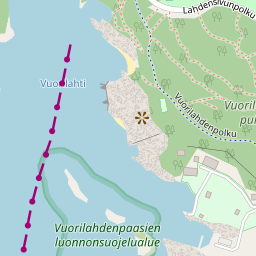 Lahdensivunpolku
Vuorilahti
Vuorilahdenpolku
Vuoril
pu
Vuorilahdenpaasien
luonnonsuojelualue